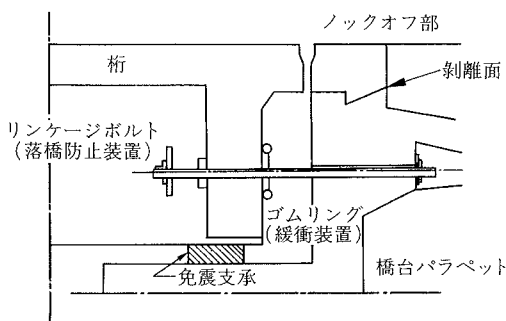 ノックオフ部
桁
剝離面
リンケージボルト
(落橋防止装置)
ゴムリング
(緩衝装置)
免震支承
橋台パラペット